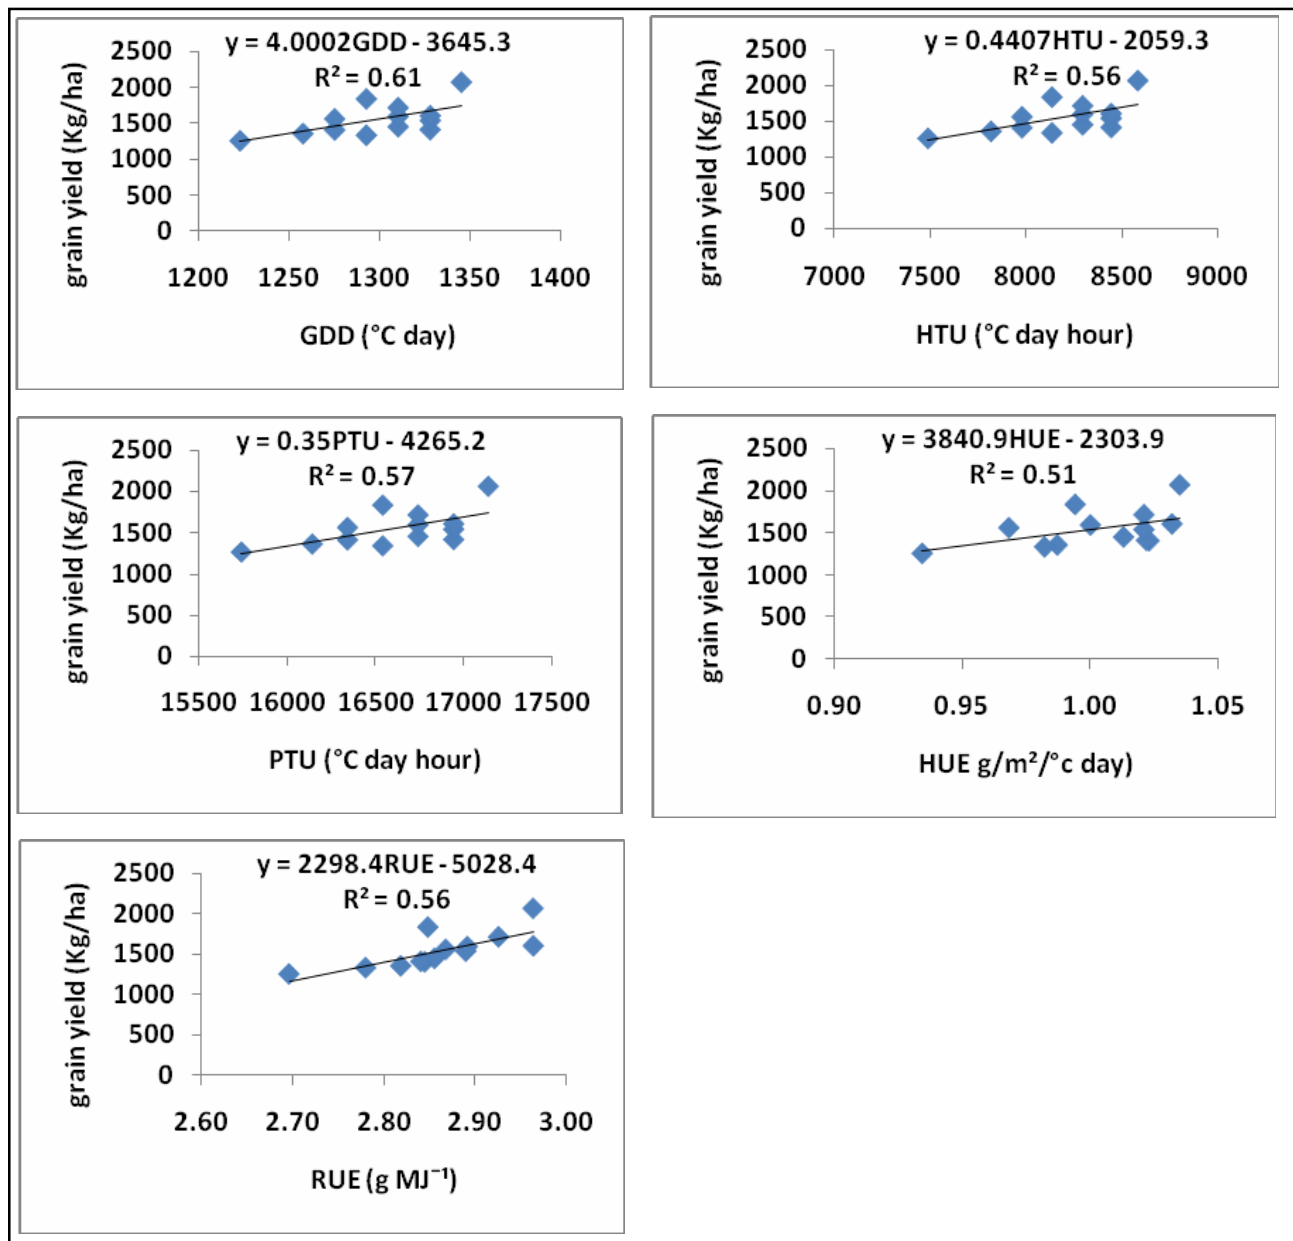 y = 4.0002GDD - 3645.3
R² = 0.61
2500
2000
1500
1000
500
0
grain yield (Kg/ha)
1200 1250 1300 1350 1400
GDD (°C day)
y = 0.4407HTU - 2059.3
R² = 0.56
2500
2000
1500
1000
500
0
grain yield (Kg/ha)
7000 7500 8000 8500 9000
HTU (°C day hour)
y = 0.35PTU - 4265.2
R² = 0.57
2500
2000
1500
1000
500
0
grain yield (Kg/ha)
15500 16000 16500 17000 17500
PTU (°C day hour)
y = 3840.9HUE - 2303.9
R² = 0.51
2500
2000
1500
1000
500
0
grain yield (Kg/ha)
0.90 0.95 1.00 1.05
HUE g/m²/°c day)
y = 2298.4RUE - 5028.4
R² = 0.56
2500
2000
1500
1000
500
0
grain yield (Kg/ha)
2.60 2.70 2.80 2.90 3.00
RUE (g MJ⁻¹)